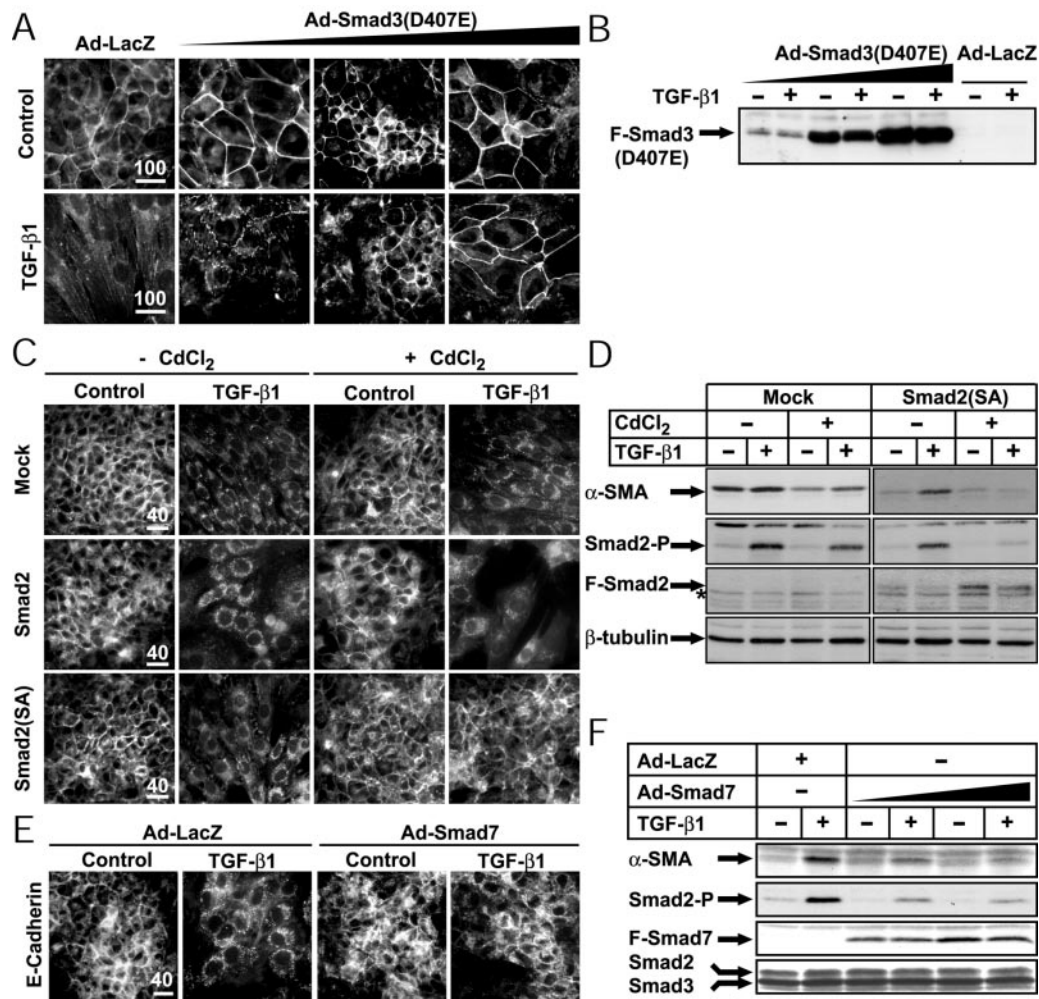 A
Ad-Smad3(D407E)
Ad-LacZ
Control
100
TGF-β1
100
B
Ad-Smad3(D407E) Ad-LacZ
TGF-β1 − + − + − + − +
F-Smad3
(D407E)
C
- CdCl2 + CdCl2
Control TGF-β1 Control TGF-β1
Mock
40
Smad2
40
Smad2(SA)
40
D
Mock Smad2(SA)
CdCl2 − + − +
TGF-β1 − + − + − + − +
α-SMA
Smad2-P
F-Smad2
*
β-tubulin
E
Ad-LacZ Ad-Smad7
Control TGF-β1 Control TGF-β1
E-Cadherin
40
F
Ad-LacZ + −
Ad-Smad7 −
TGF-β1 − + − + − +
α-SMA
Smad2-P
F-Smad7
Smad2
Smad3